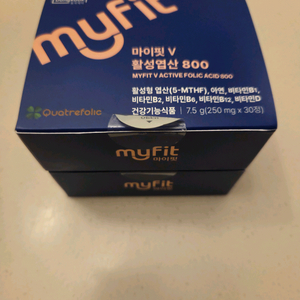 myfit
마이핏 V
활성엽산 800
MYFIT V ACTIVE FOLIC ACID 800
Quatrefolic
활성형 엽산(5-MTHF), 아연, 비타민B₁,
비타민B₂, 비타민B₆, 비타민B₁₂, 비타민D
건강기능식품 | 7.5 g(250 mg x 30정)
myfit
마이핏